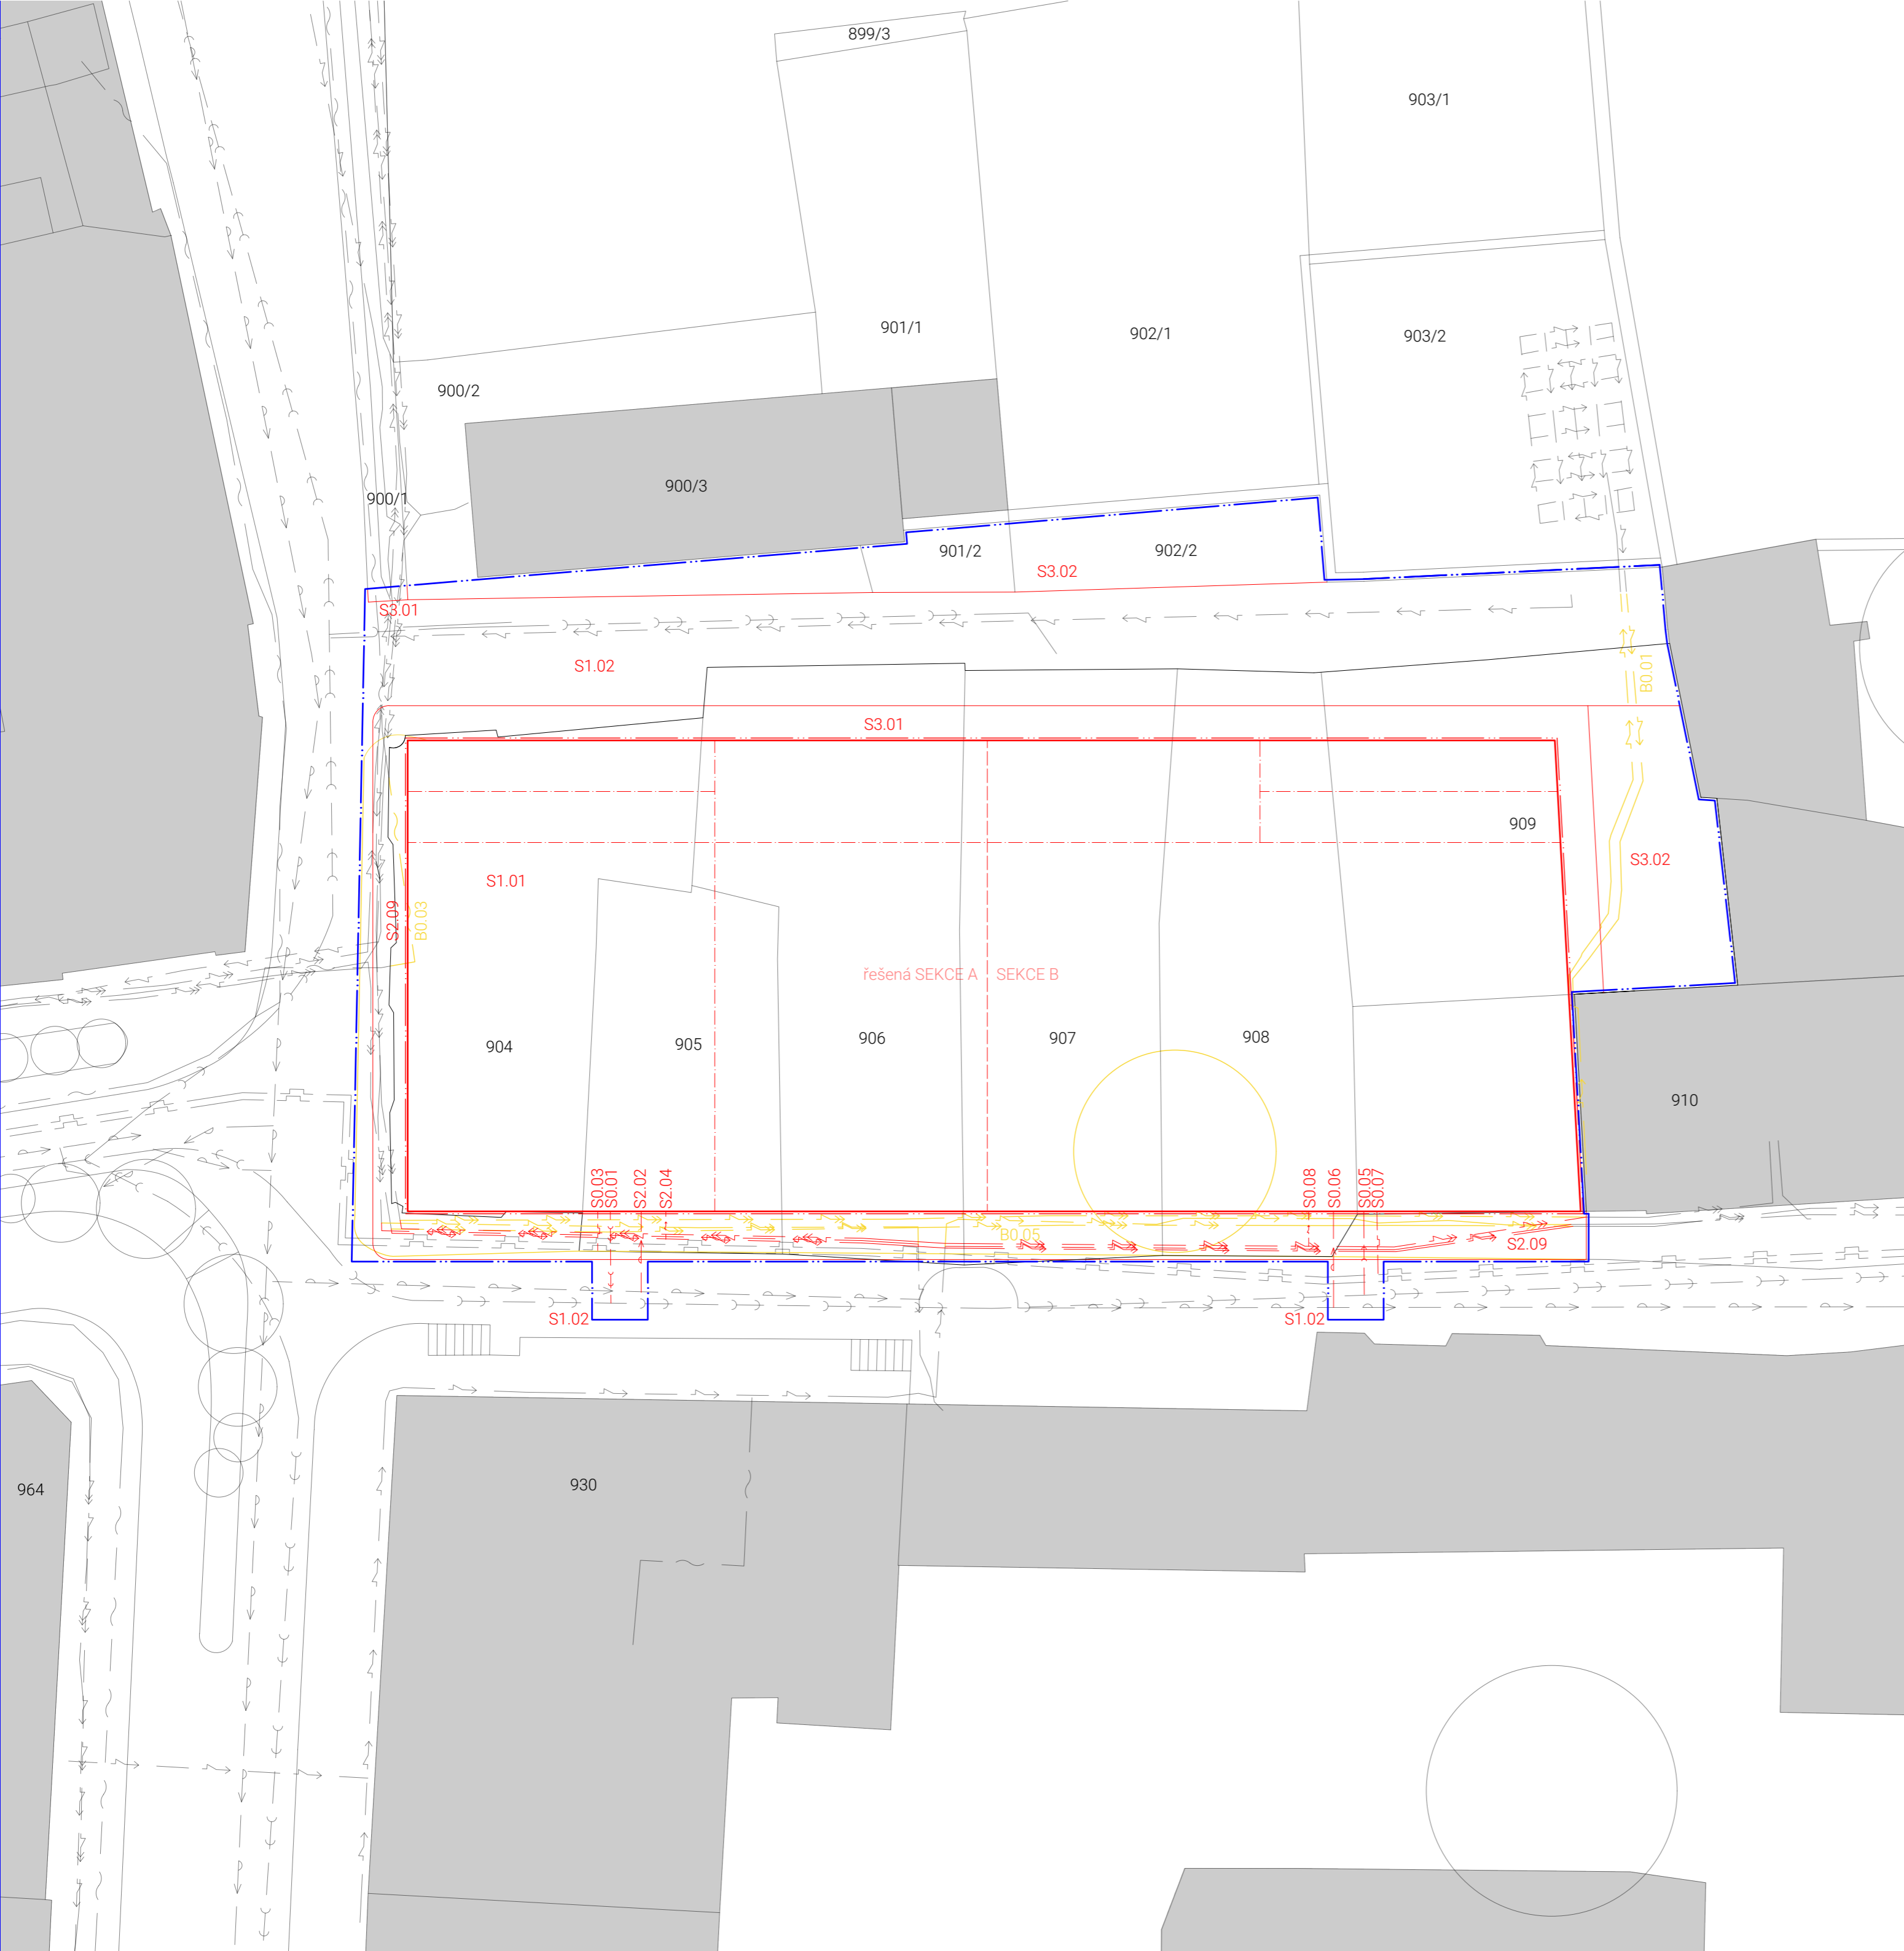 899/3
903/1
901/1
902/1
903/2
900/2
900/3
900/1
901/2
902/2
S3.02
S3.01
S1.02
B0.01
S3.01
909
S3.02
S1.01
S2.09
B0.03
řešená SEKCE A
SEKCE B
904
905
906
907
908
910
S0.03
S0.01
S2.02
S2.04
S0.08
S0.06
S0.05
S0.07
B0.05
S2.09
S1.02
S1.02
964
930